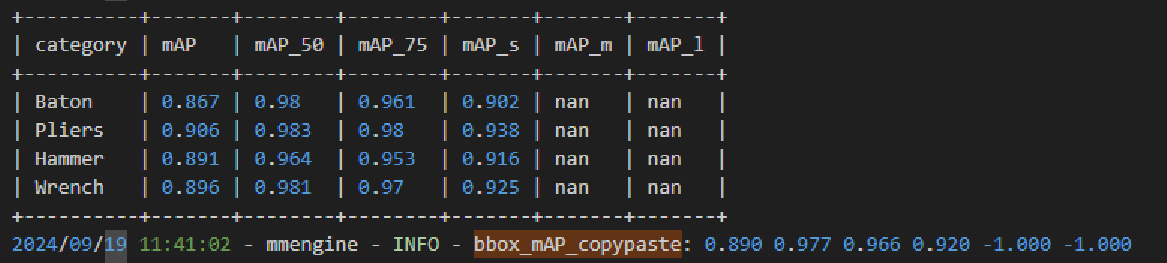 +----------+-------+--------+--------+-------+-------+-------+
| category | mAP | mAP_50 | mAP_75 | mAP_s | mAP_m | mAP_l |
+----------+-------+--------+--------+-------+-------+-------+
| Baton | 0.867 | 0.98 | 0.961 | 0.902 | nan | nan |
| Pliers | 0.906 | 0.983 | 0.98 | 0.938 | nan | nan |
| Hammer | 0.891 | 0.964 | 0.953 | 0.916 | nan | nan |
| Wrench | 0.896 | 0.981 | 0.97 | 0.925 | nan | nan |
+----------+-------+--------+--------+-------+-------+-------+
2024/09/19 11:41:02 - mmengine - INFO - bbox_mAP_copypaste: 0.890 0.977 0.966 0.920 -1.000 -1.000